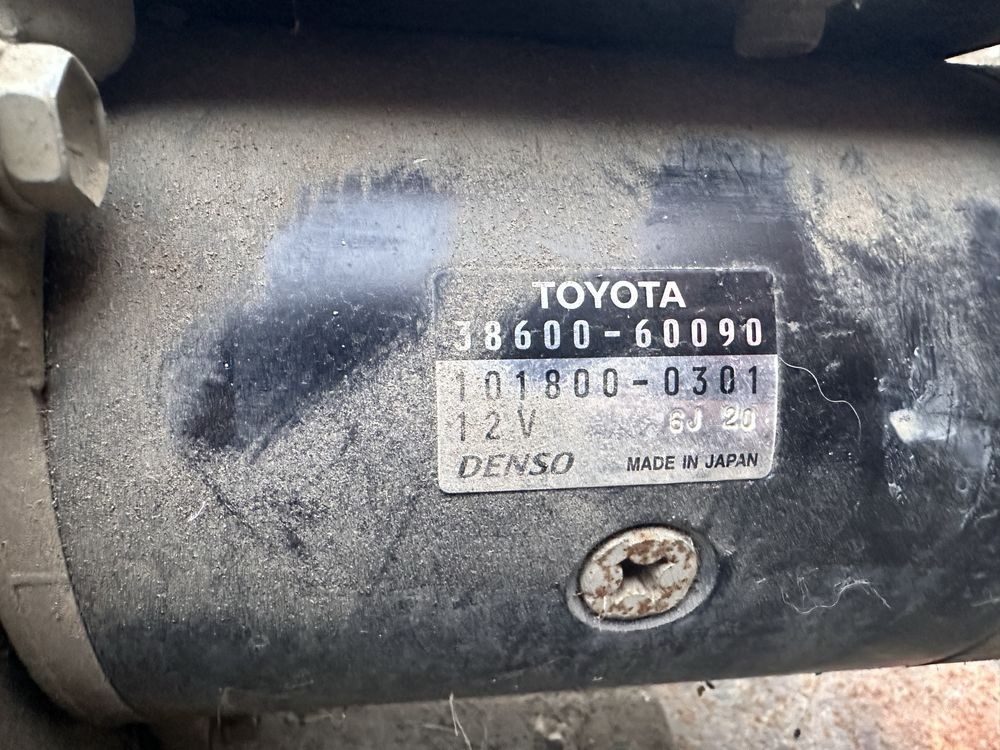 TOYOTA
38600-60090
101800-0301
12V 6J 20
DENSO MADE IN JAPAN